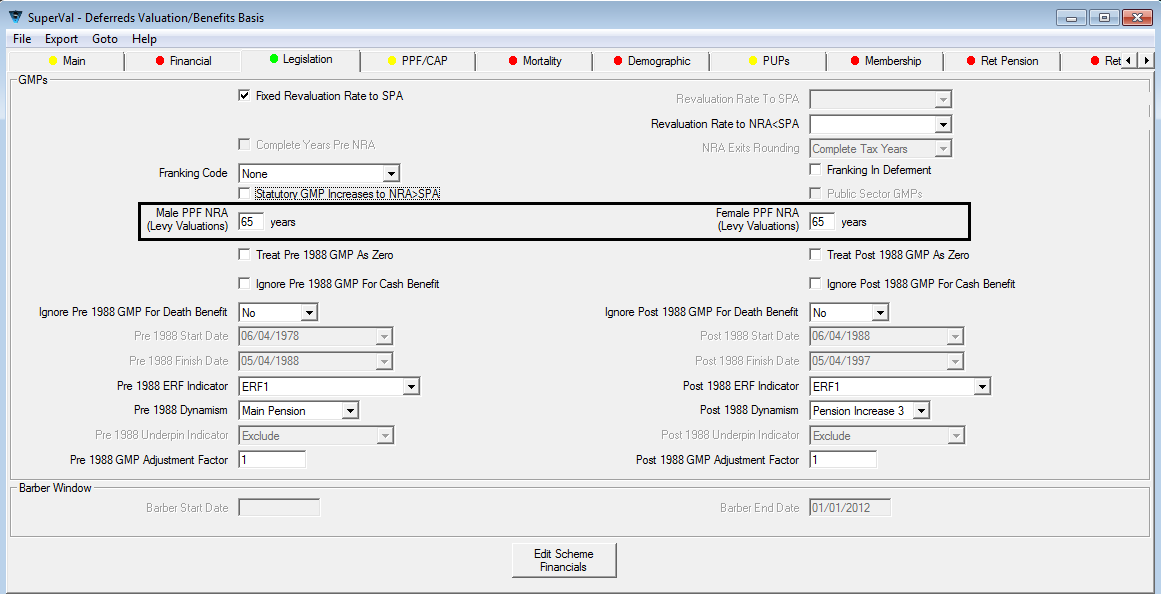 SuperVal - Deferreds Valuation/Benefits Basis
File Export Goto Help
Main Financial Legislation PPF/CAP Mortality Demographic PUPs Membership Ret Pension Ret
GMPs
Fixed Revaluation Rate to SPA
Revaluation Rate To SPA
Revaluation Rate to NRA<SPA
Complete Years Pre NRA
NRA Exits Rounding Complete Tax Years
Franking Code None
Franking In Deferment
Statutory GMP Increases to NRA>SPA
Public Sector GMPs
Male PPF NRA
(Levy Valuations) 65 years
Female PPF NRA
(Levy Valuations) 65 years
Treat Pre 1988 GMP As Zero
Treat Post 1988 GMP As Zero
Ignore Pre 1988 GMP For Cash Benefit
Ignore Post 1988 GMP For Cash Benefit
Ignore Pre 1988 GMP For Death Benefit No
Ignore Post 1988 GMP For Death Benefit No
Pre 1988 Start Date 06/04/1978
Post 1988 Start Date 06/04/1988
Pre 1988 Finish Date 05/04/1988
Post 1988 Finish Date 05/04/1997
Pre 1988 ERF Indicator ERF1
Post 1988 ERF Indicator ERF1
Pre 1988 Dynamism Main Pension
Post 1988 Dynamism Pension Increase 3
Pre 1988 Underpin Indicator Exclude
Post 1988 Underpin Indicator Exclude
Pre 1988 GMP Adjustment Factor 1
Post 1988 GMP Adjustment Factor 1
Barber Window
Barber Start Date
Barber End Date 01/01/2012
Edit Scheme
Financials